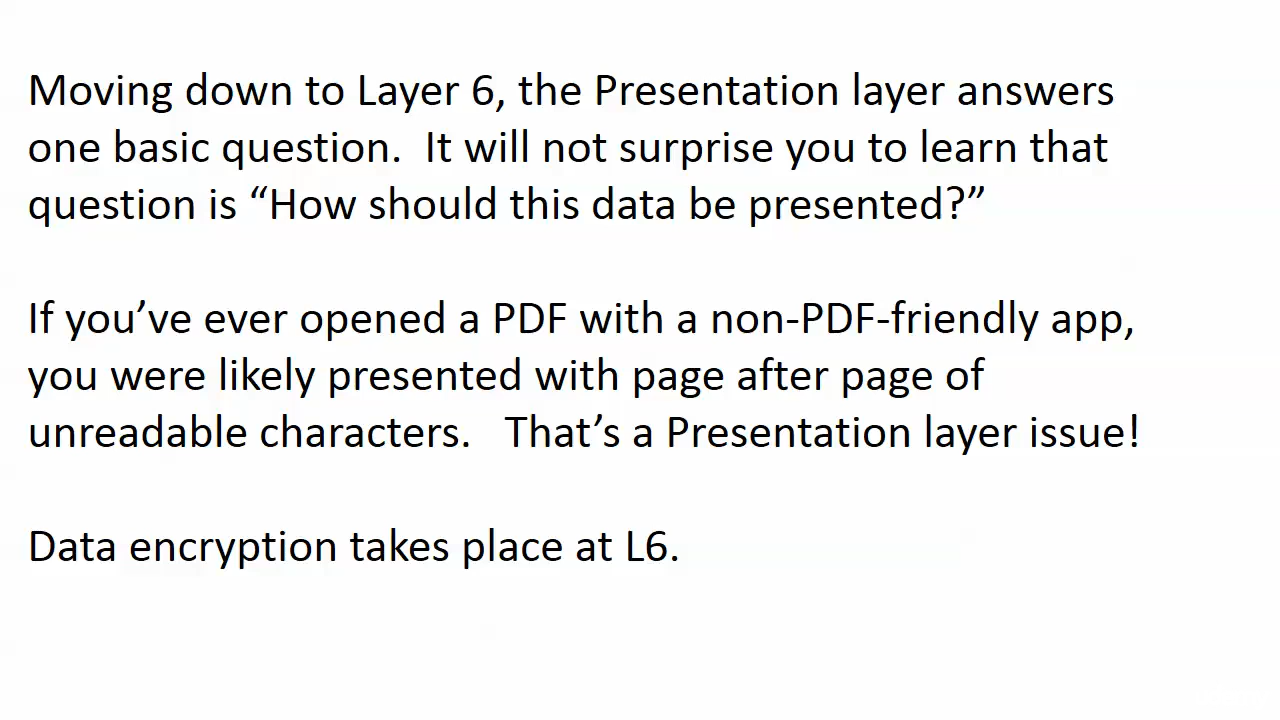 Moving down to Layer 6, the Presentation layer answers
one basic question.  It will not surprise you to learn that
question is “How should this data be presented?”
If you’ve ever opened a PDF with a non-PDF-friendly app,
you were likely presented with page after page of
unreadable characters.   That’s a Presentation layer issue!
Data encryption takes place at L6.